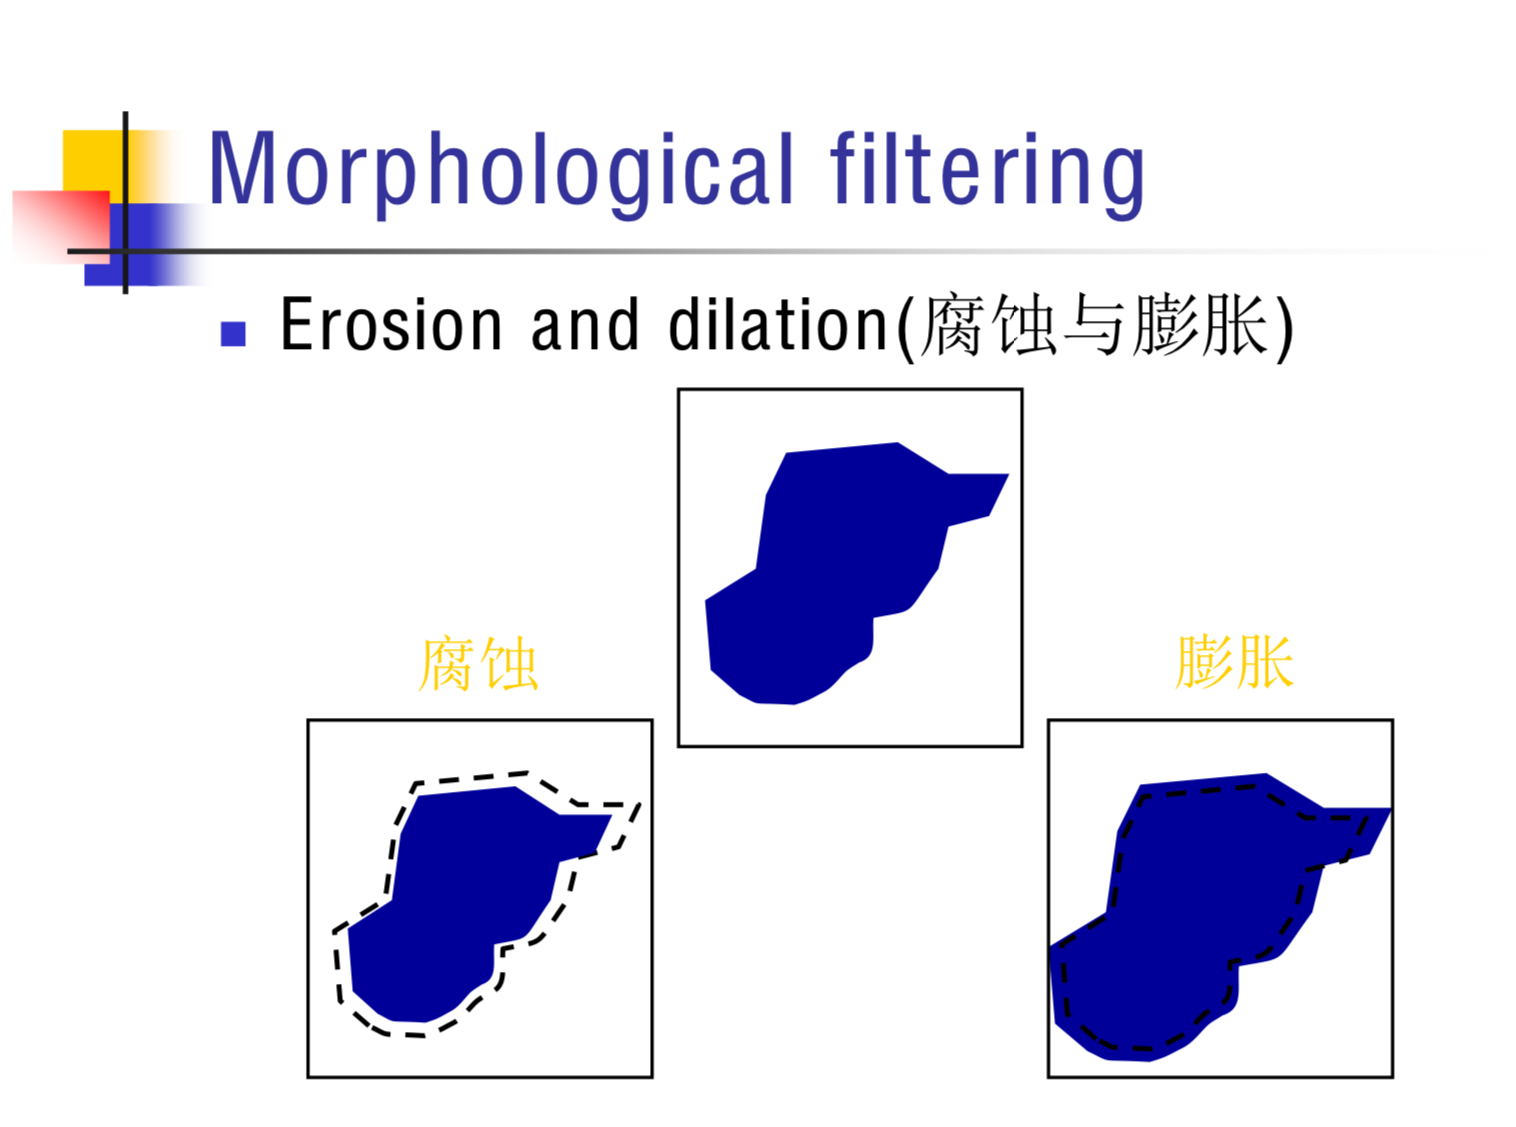 Morphological filtering
Erosion and dilation(腐蚀与膨胀)
腐蚀
膨胀